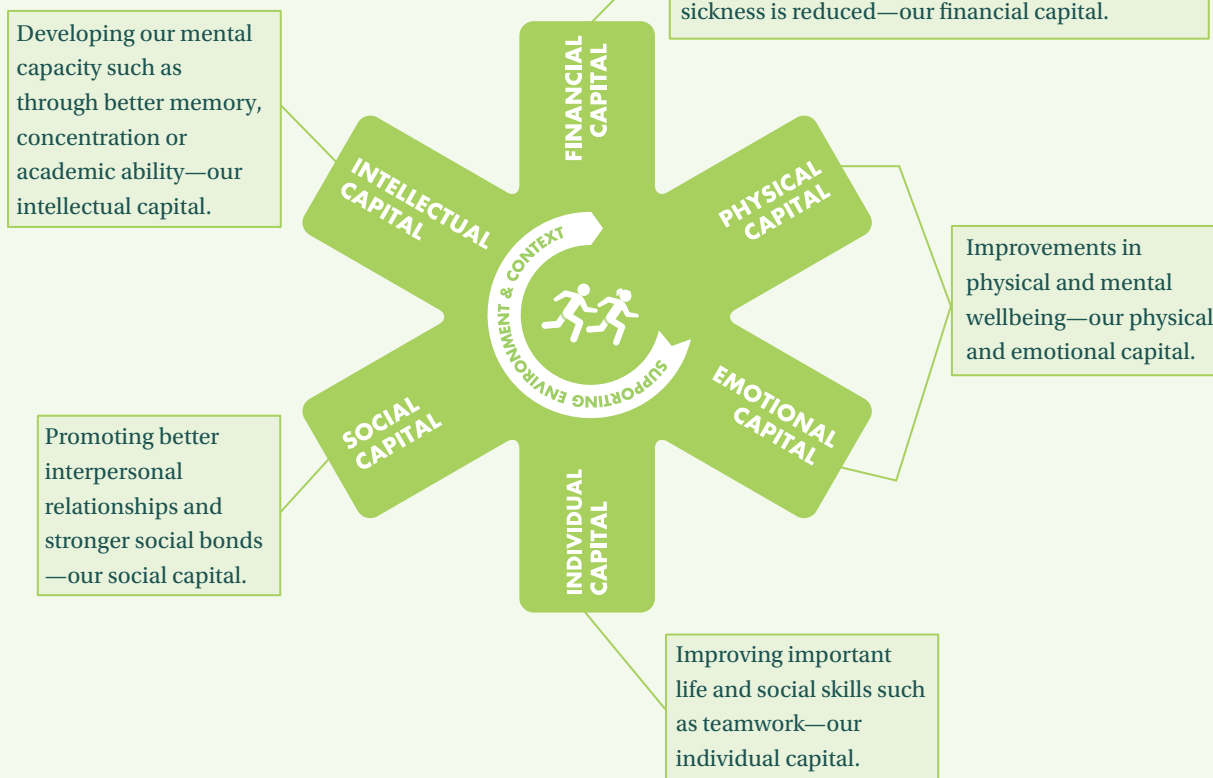 sickness is reduced—our financial capital.
Developing our mental
capacity such as
through better memory,
concentration or
academic ability—our
intellectual capital.
FINANCIAL
CAPITAL
INTELLECTUAL
CAPITAL
PHYSICAL
CAPITAL
SUPPORTING ENVIRONMENT & CONTEXT
Improvements in
physical and mental
wellbeing—our physical
and emotional capital.
SOCIAL
CAPITAL
EMOTIONAL
CAPITAL
Promoting better
interpersonal
relationships and
stronger social bonds
—our social capital.
INDIVIDUAL
CAPITAL
Improving important
life and social skills such
as teamwork—our
individual capital.